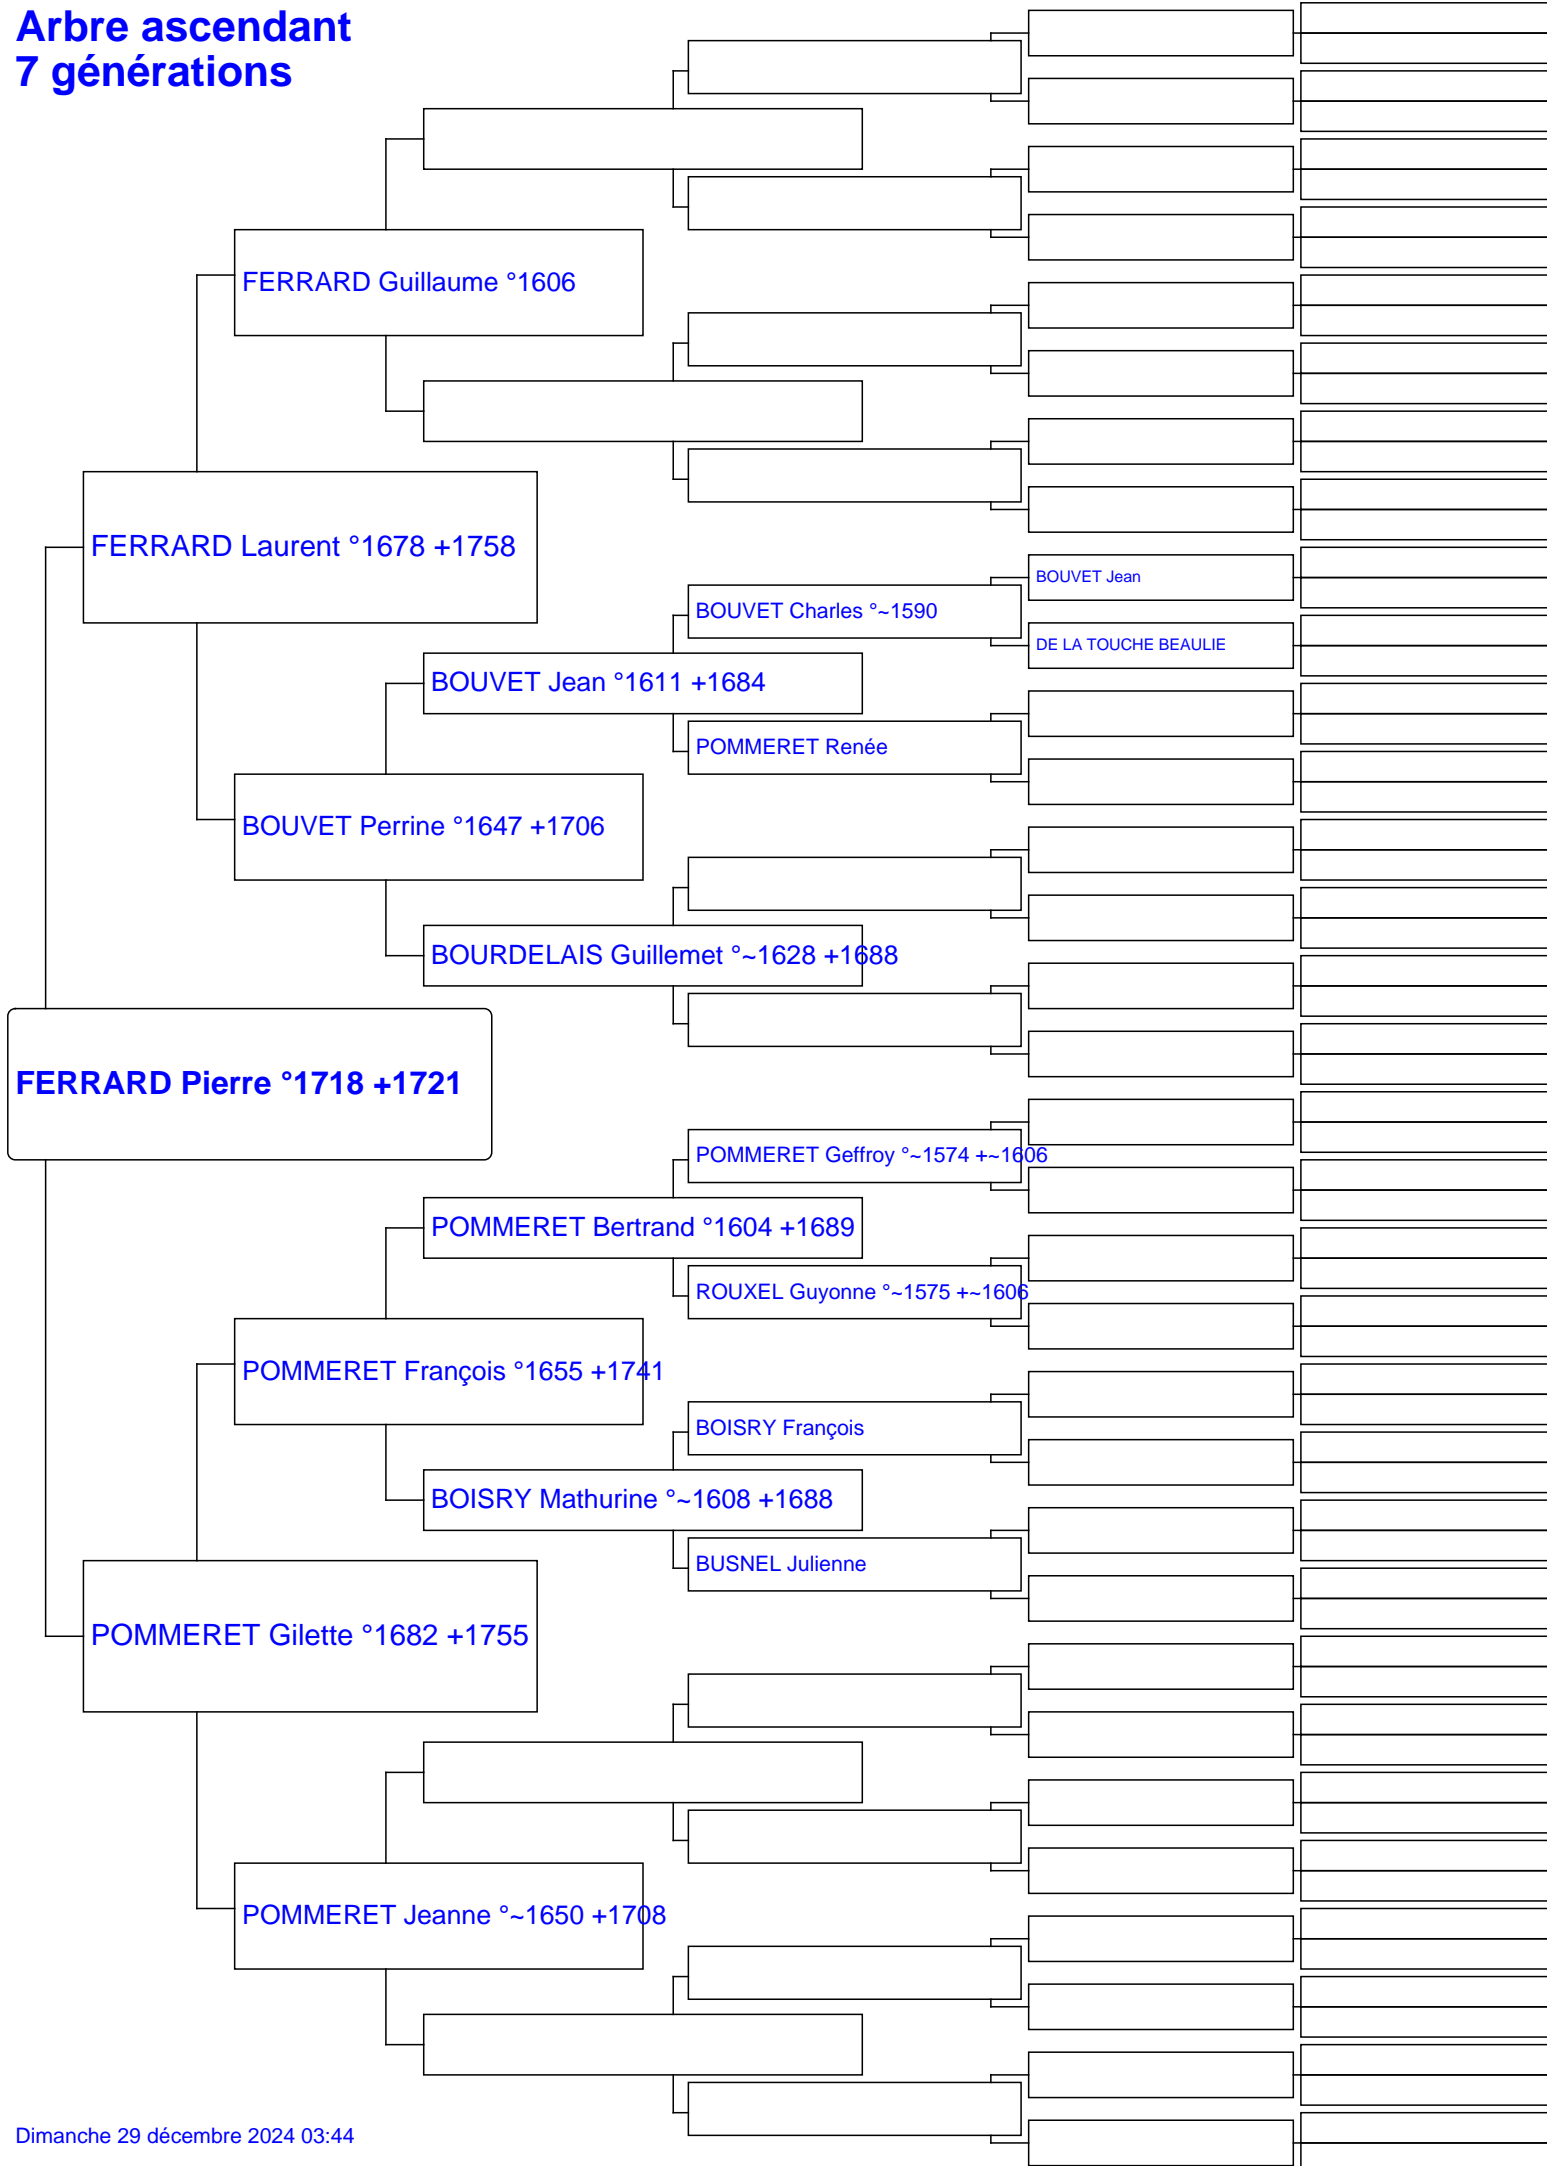 Arbre ascendant
7 générations
FERRARD Guillaume °1606
FERRARD Laurent °1678 +1758
BOUVET Jean
BOUVET Charles °~1590
DE LA TOUCHE BEAULIE
BOUVET Jean °1611 +1684
POMMERET Renée
BOUVET Perrine °1647 +1706
BOURDELAIS Guillemet °~1628 +1688
FERRARD Pierre °1718 +1721
POMMERET Geffroy °~1574 +~1606
POMMERET Bertrand °1604 +1689
ROUXEL Guyonne °~1575 +~1606
POMMERET François °1655 +1741
BOISRY François
BOISRY Mathurine °~1608 +1688
BUSNEL Julienne
POMMERET Gilette °1682 +1755
POMMERET Jeanne °~1650 +1708
Dimanche 29 décembre 2024 03:44